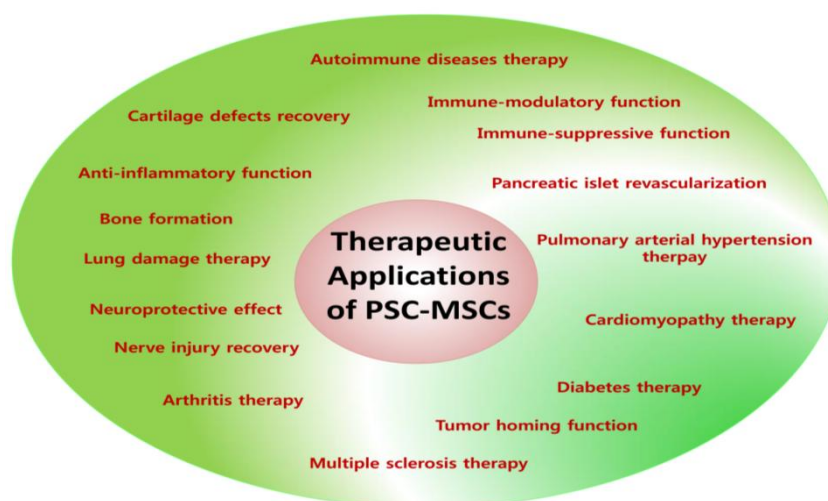 Autoimmune diseases therapy
Immune-modulatory function
Cartilage defects recovery
Immune-suppressive function
Anti-inflammatory function
Pancreatic islet revascularization
Bone formation
Therapeutic
Applications
of PSC-MSCs
Pulmonary arterial hypertension
therpay
Lung damage therapy
Neuroprotective effect
Cardiomyopathy therapy
Nerve injury recovery
Diabetes therapy
Arthritis therapy
Tumor homing function
Multiple sclerosis therapy